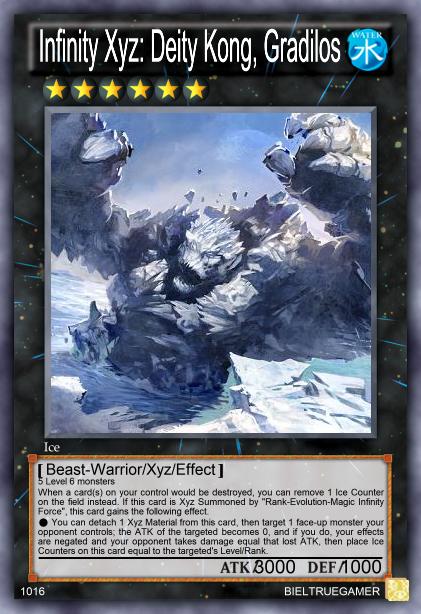 Infinity Xyz: Deity Kong, Gradilos
WATER
水
Ice
[ Beast-Warrior/Xyz/Effect ]
5 Level 6 monsters
When a card(s) on your control would be destroyed, you can remove 1 Ice Counter
on the field instead. If this card is Xyz Summoned by "Rank-Evolution-Magic Infinity
Force", this card gains the following effect.
● You can detach 1 Xyz Material from this card, then target 1 face-up monster your
opponent controls; the ATK of the targeted becomes 0, and if you do, your effects
are negated and your opponent takes damage equal that lost ATK, then place Ice
Counters on this card equal to the targeted's Level/Rank.
ATK/3000 DEF/1000
1016
BIELTRUEGAMER